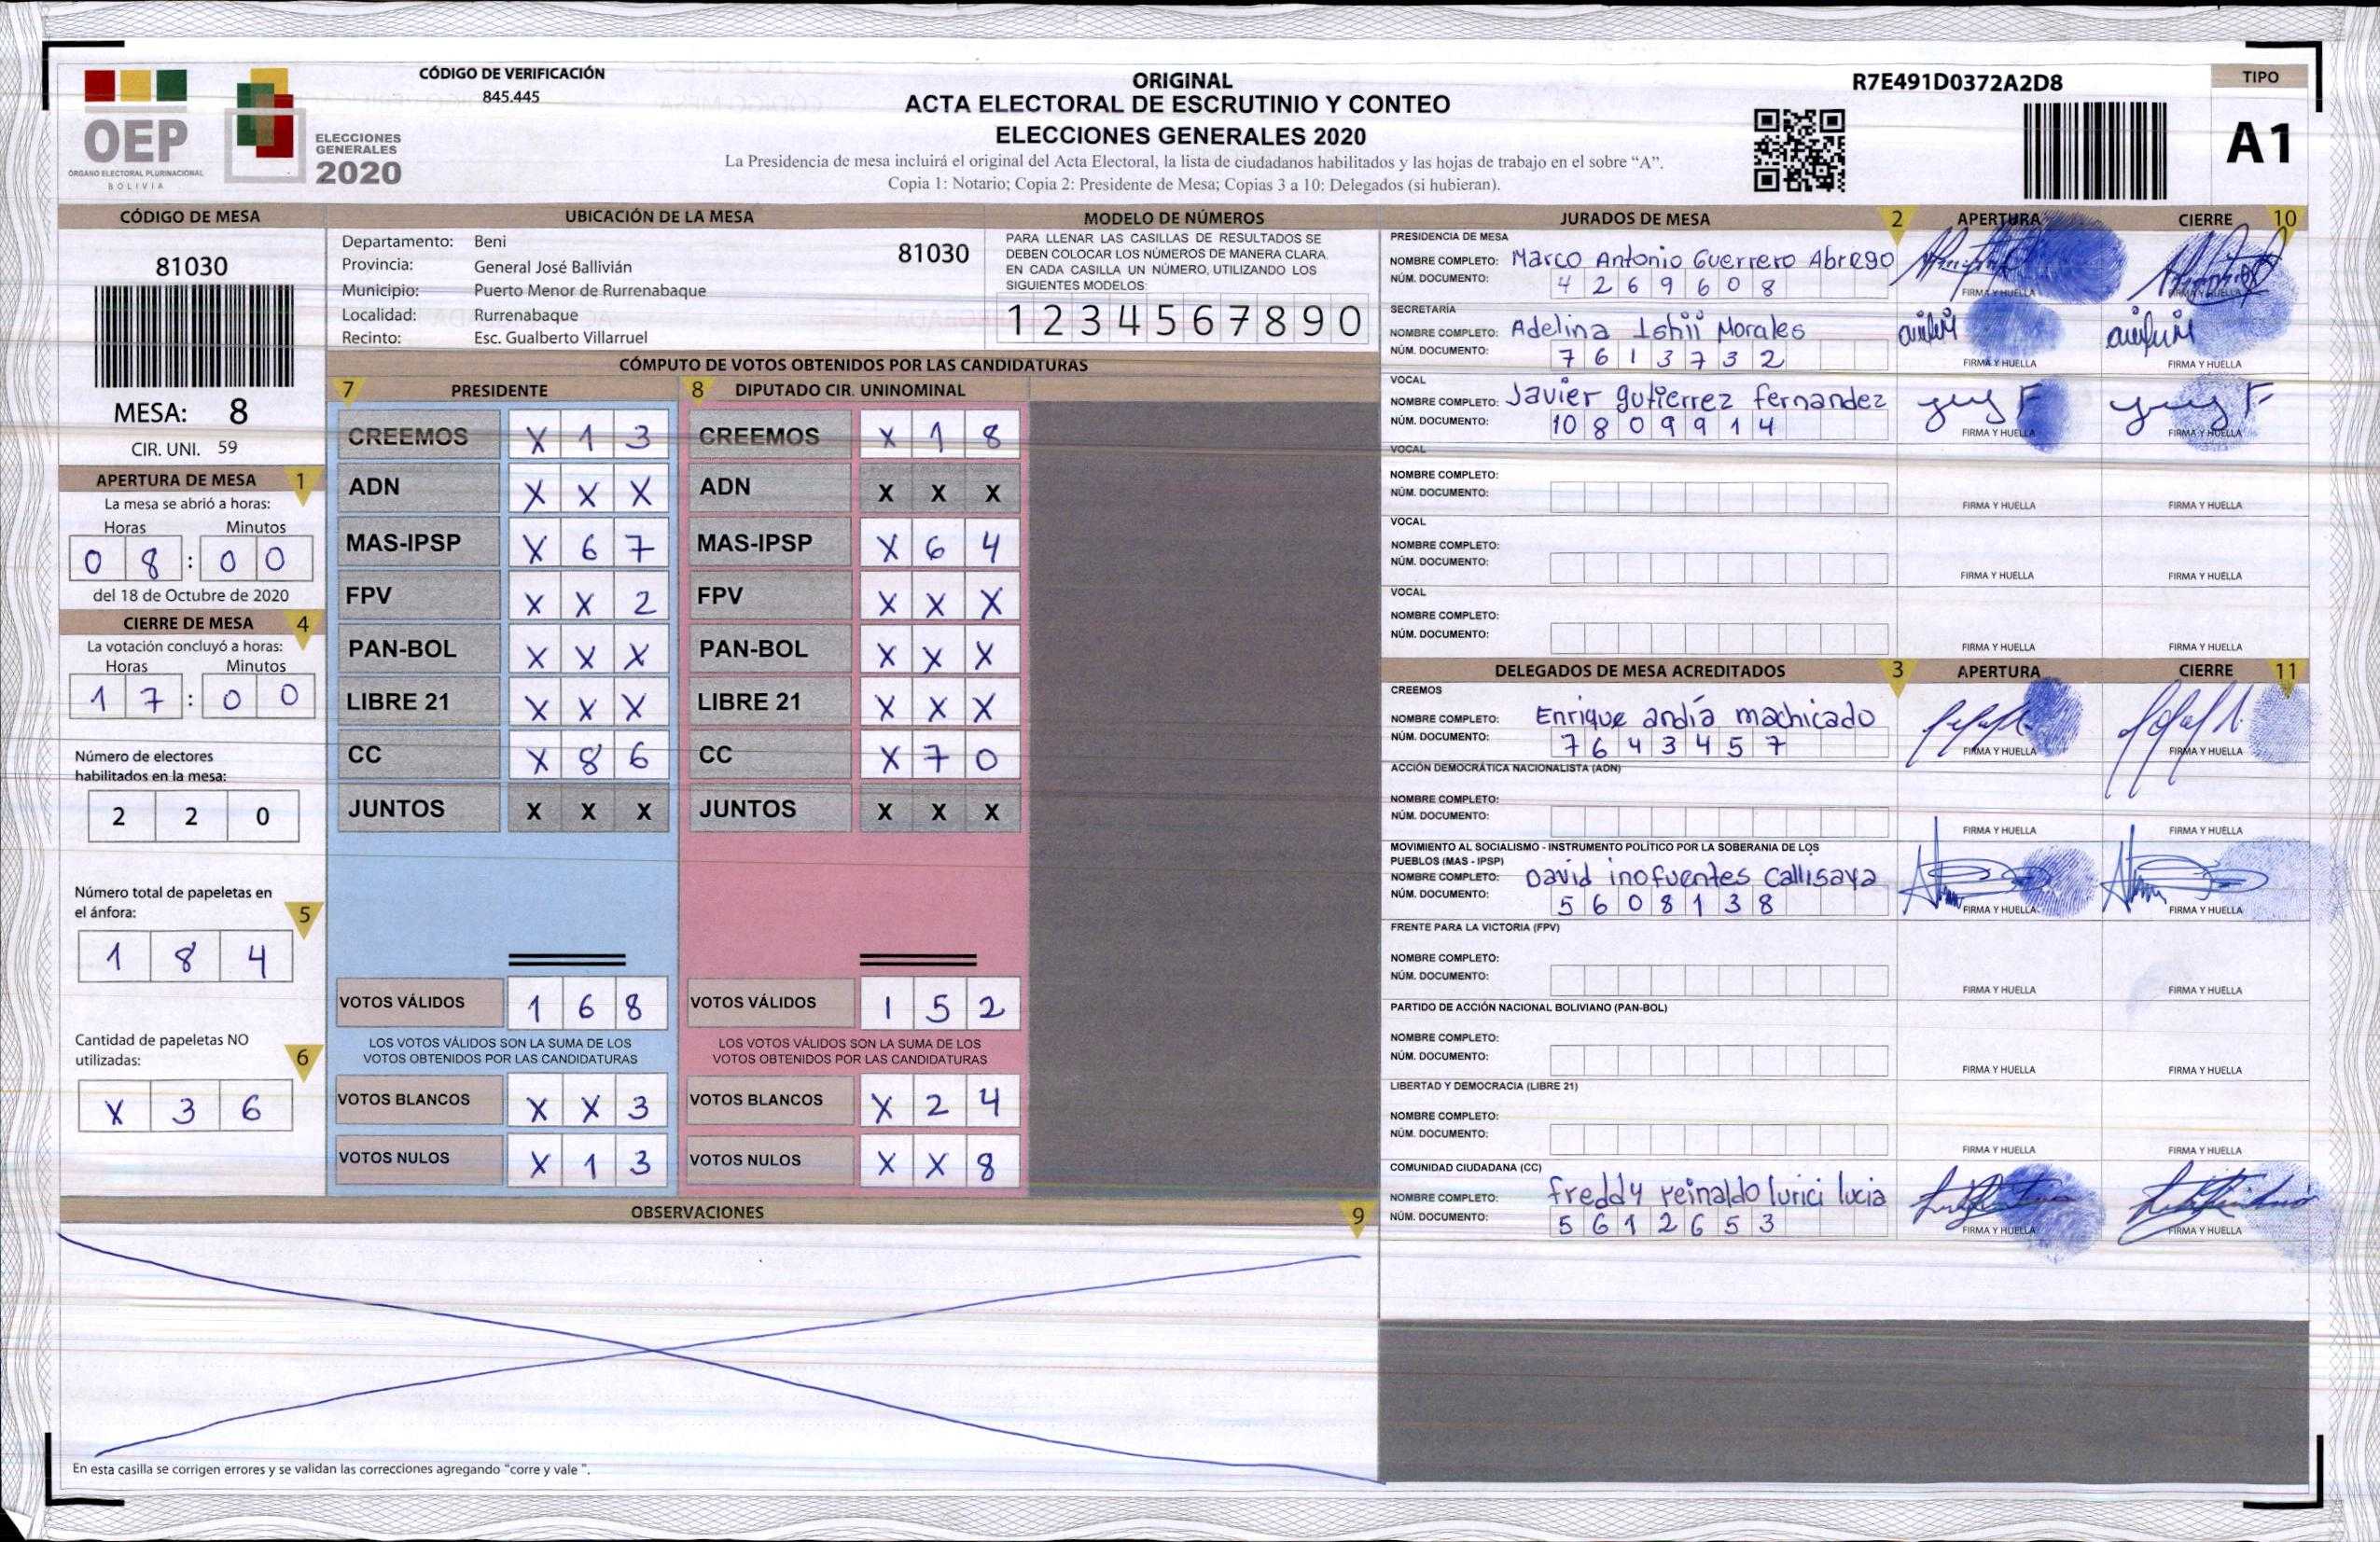 CÓDIGO DE VERIFICACIÓN
845.445
OEP
ÓRGANO ELECTORAL PLURINACIONAL
BOLIVIA
ELECCIONES
GENERALES
2020
ORIGINAL
ACTA ELECTORAL DE ESCRUTINIO Y CONTEO
ELECCIONES GENERALES 2020
La Presidencia de mesa incluirá el original del Acta Electoral, la lista de ciudadanos habilitados y las hojas de trabajo en el sobre “A”.
Copia 1: Notario; Copia 2: Presidente de Mesa; Copias 3 a 10: Delegados (si hubieran).
R7E491D0372A2D8
TIPO
A1
CÓDIGO DE MESA
81030
MESA: 8
CIR. UNI. 59
APERTURA DE MESA 1
La mesa se abrió a horas:
Horas Minutos
0 8 : 0 0
del 18 de Octubre de 2020
CIERRE DE MESA 4
La votación concluyó a horas:
Horas Minutos
1 7 : 0 0
Número de electores
habilitados en la mesa:
2 2 0
Número total de papeletas en
el ánfora: 5
1 8 4
Cantidad de papeletas NO
utilizadas: 6
X 3 6
UBICACIÓN DE LA MESA
Departamento: Beni 81030
Provincia: General José Ballivián
Municipio: Puerto Menor de Rurrenabaque
Localidad: Rurrenabaque
Recinto: Esc. Gualberto Villarruel
MODELO DE NÚMEROS
PARA LLENAR LAS CASILLAS DE RESULTADOS SE
DEBEN COLOCAR LOS NÚMEROS DE MANERA CLARA.
EN CADA CASILLA UN NÚMERO, UTILIZANDO LOS
SIGUIENTES MODELOS:
1 2 3 4 5 6 7 8 9 0
CÓMPUTO DE VOTOS OBTENIDOS POR LAS CANDIDATURAS
7 PRESIDENTE 8 DIPUTADO CIR. UNINOMINAL
CREEMOS X 1 3 CREEMOS X 1 8
ADN X X X ADN X X X
MAS-IPSP X 6 7 MAS-IPSP X 6 4
FPV X X 2 FPV X X X
PAN-BOL X X X PAN-BOL X X X
LIBRE 21 X X X LIBRE 21 X X X
CC X 8 6 CC X 7 0
JUNTOS X X X JUNTOS X X X
VOTOS VÁLIDOS 1 6 8 VOTOS VÁLIDOS 1 5 2
LOS VOTOS VÁLIDOS SON LA SUMA DE LOS LOS VOTOS VÁLIDOS SON LA SUMA DE LOS
VOTOS OBTENIDOS POR LAS CANDIDATURAS VOTOS OBTENIDOS POR LAS CANDIDATURAS
VOTOS BLANCOS X X 3 VOTOS BLANCOS X 2 4
VOTOS NULOS X 1 3 VOTOS NULOS X X 8
OBSERVACIONES 9
En esta casilla se corrigen errores y se validan las correcciones agregando "corre y vale ".
JURADOS DE MESA 2 APERTURA CIERRE 10
PRESIDENCIA DE MESA
NOMBRE COMPLETO: Marco Antonio Guerrero Abrego
NÚM. DOCUMENTO: 4 2 6 9 6 0 8
FIRMA Y HUELLA FIRMA Y HUELLA
SECRETARÍA
NOMBRE COMPLETO: Adelina Ishii Morales
NÚM. DOCUMENTO: 7 6 1 3 7 3 2
FIRMA Y HUELLA FIRMA Y HUELLA
VOCAL
NOMBRE COMPLETO: Javier gutierrez fernandez
NÚM. DOCUMENTO: 10 8 0 9 9 1 4
FIRMA Y HUELLA FIRMA Y HUELLA
VOCAL
NOMBRE COMPLETO:
NÚM. DOCUMENTO:
FIRMA Y HUELLA FIRMA Y HUELLA
VOCAL
NOMBRE COMPLETO:
NÚM. DOCUMENTO:
FIRMA Y HUELLA FIRMA Y HUELLA
VOCAL
NOMBRE COMPLETO:
NÚM. DOCUMENTO:
FIRMA Y HUELLA FIRMA Y HUELLA
DELEGADOS DE MESA ACREDITADOS 3 APERTURA CIERRE 11
CREEMOS
NOMBRE COMPLETO: Enrique andía machicado
NÚM. DOCUMENTO: 7 6 4 3 4 5 7
FIRMA Y HUELLA FIRMA Y HUELLA
ACCIÓN DEMOCRÁTICA NACIONALISTA (ADN)
NOMBRE COMPLETO:
NÚM. DOCUMENTO:
FIRMA Y HUELLA FIRMA Y HUELLA
MOVIMIENTO AL SOCIALISMO - INSTRUMENTO POLÍTICO POR LA SOBERANIA DE LOS
PUEBLOS (MAS - IPSP)
NOMBRE COMPLETO: David inofuentes Callisaya
NÚM. DOCUMENTO: 5 6 0 8 1 3 8
FIRMA Y HUELLA FIRMA Y HUELLA
FRENTE PARA LA VICTORIA (FPV)
NOMBRE COMPLETO:
NÚM. DOCUMENTO:
FIRMA Y HUELLA FIRMA Y HUELLA
PARTIDO DE ACCIÓN NACIONAL BOLIVIANO (PAN-BOL)
NOMBRE COMPLETO:
NÚM. DOCUMENTO:
FIRMA Y HUELLA FIRMA Y HUELLA
LIBERTAD Y DEMOCRACIA (LIBRE 21)
NOMBRE COMPLETO:
NÚM. DOCUMENTO:
FIRMA Y HUELLA FIRMA Y HUELLA
COMUNIDAD CIUDADANA (CC)
NOMBRE COMPLETO: freddy reinaldo lurici lucia
NÚM. DOCUMENTO: 5 6 1 2 6 5 3
FIRMA Y HUELLA FIRMA Y HUELLA